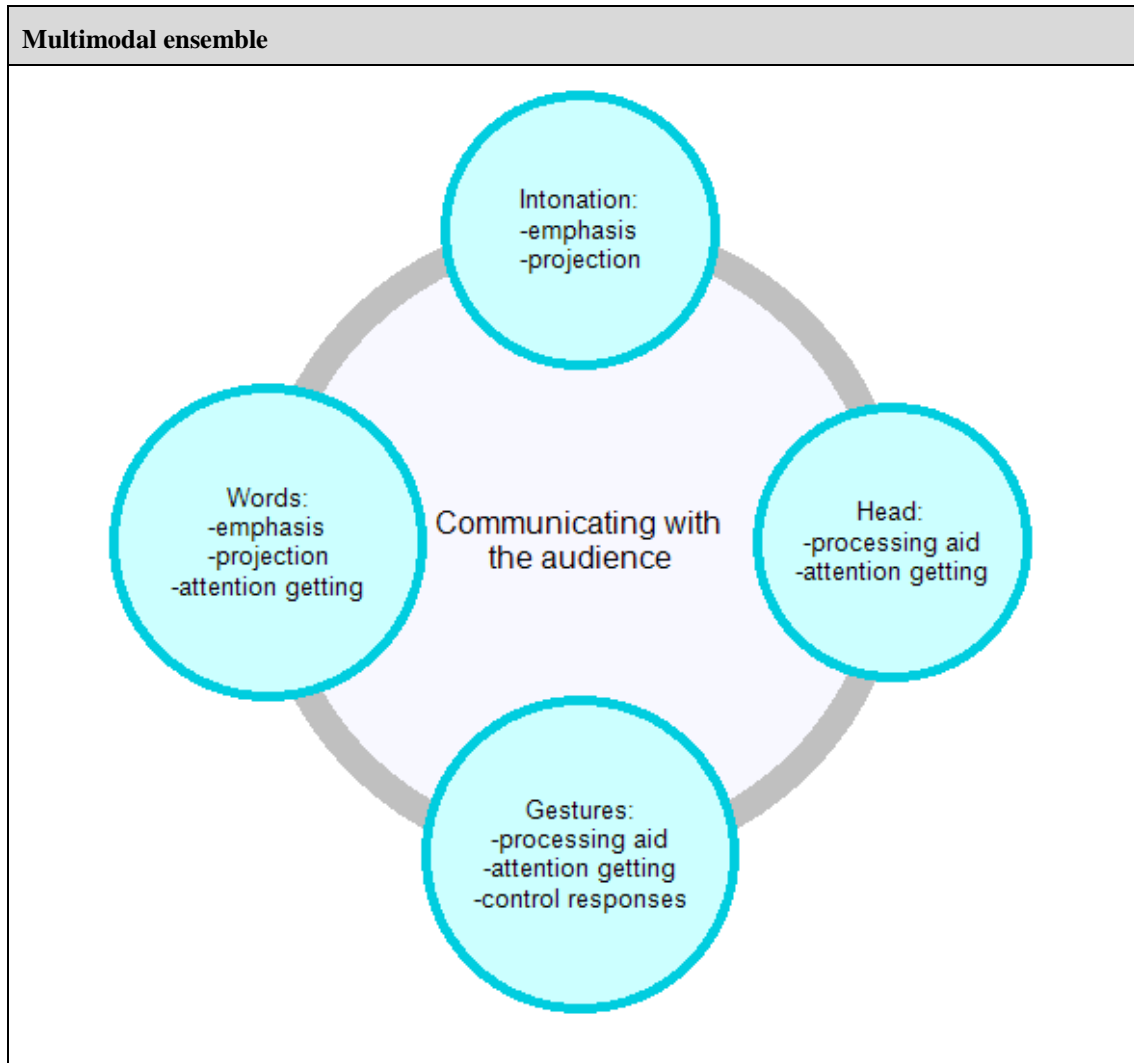 Multimodal ensemble
Intonation:
-emphasis
-projection
Words:
-emphasis
-projection
-attention getting
Communicating with
the audience
Head:
-processing aid
-attention getting
Gestures:
-processing aid
-attention getting
-control responses